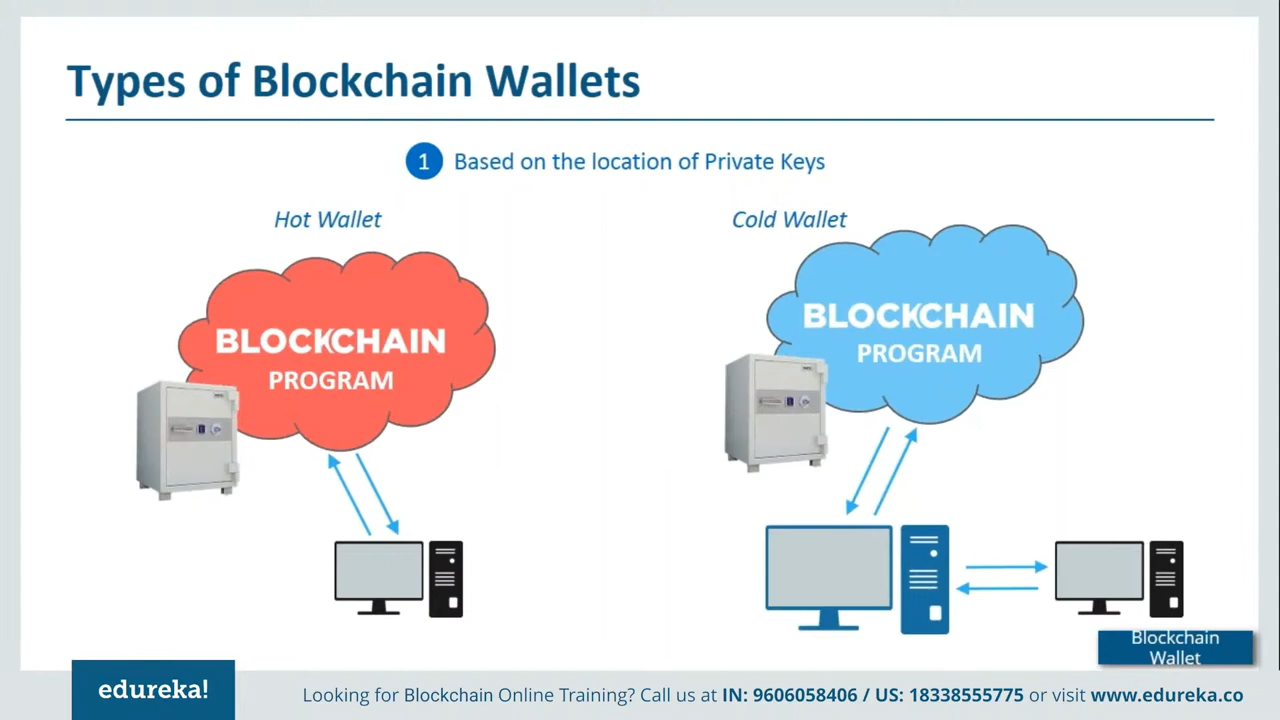 Types of Blockchain Wallets
1 Based on the location of Private Keys
Hot Wallet
Cold Wallet
BLOCKCHAIN
PROGRAM
BLOCKCHAIN
PROGRAM
Blockchain
Wallet
edureka!
Looking for Blockchain Online Training? Call us at IN: 9606058406 / US: 18338555775 or visit www.edureka.co